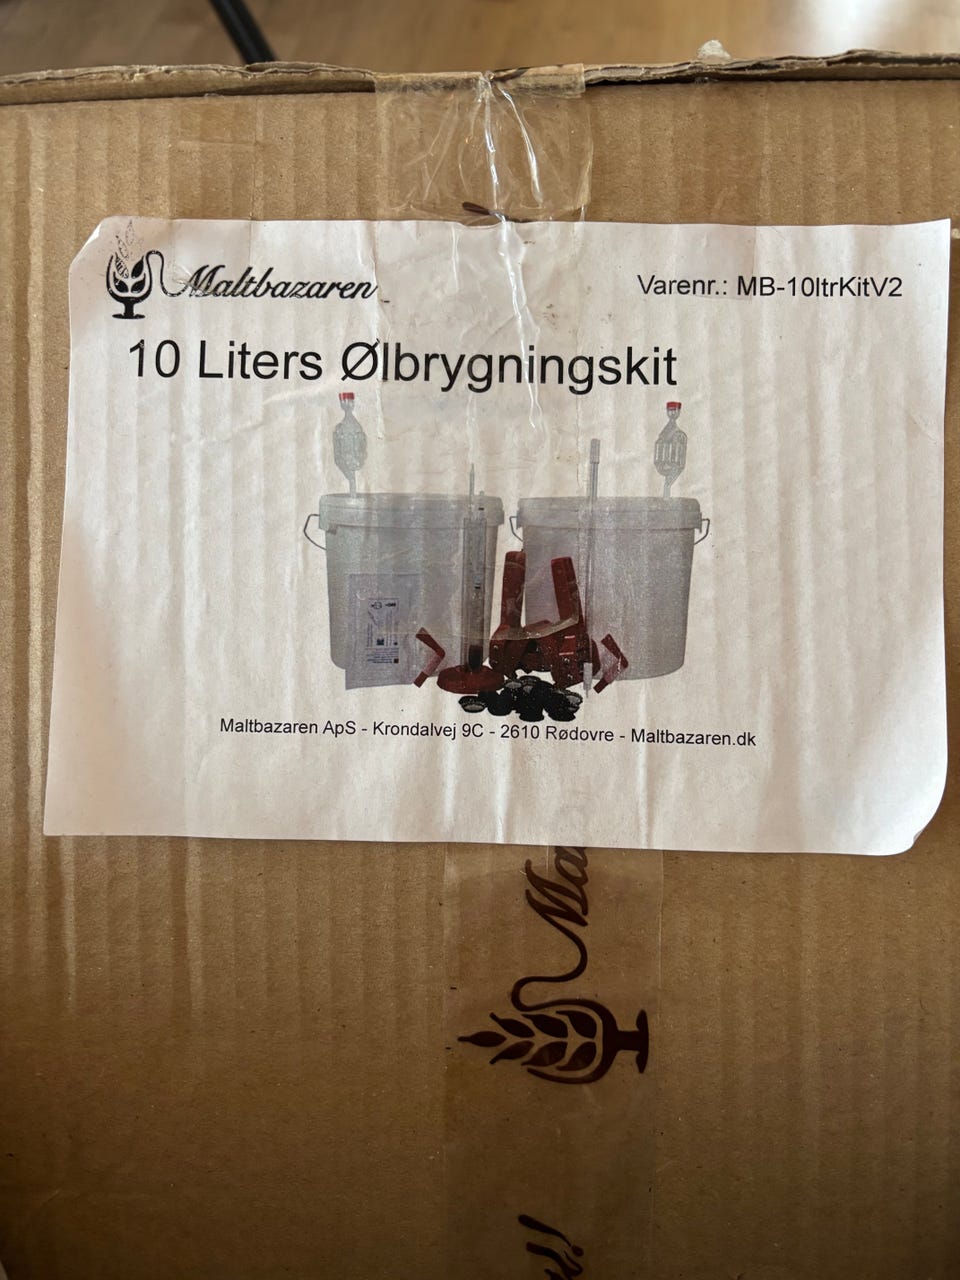 Maltbazaren
Varenr.: MB-10ltrKitV2
10 Liters Ølbrygningskit
Maltbazaren ApS - Krondalvej 9C - 2610 Rødovre - Maltbazaren.dk